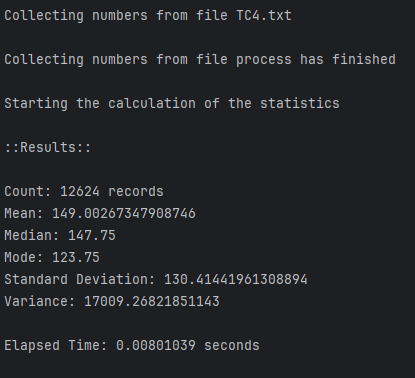 Collecting numbers from file TC4.txt
Collecting numbers from file process has finished
Starting the calculation of the statistics
::Results::
Count: 12624 records
Mean: 149.00267347908746
Median: 147.75
Mode: 123.75
Standard Deviation: 130.41441961308894
Variance: 17009.26821851143
Elapsed Time: 0.00801039 seconds